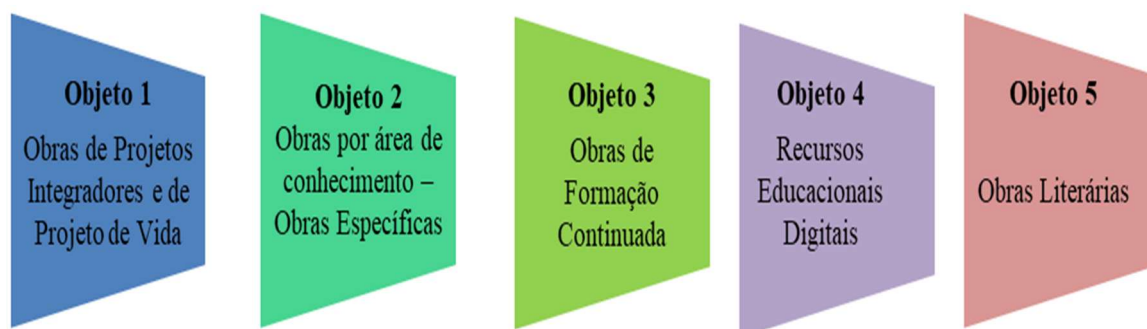 Objeto 1
Obras de Projetos
Integradores e de
Projeto de Vida
Objeto 2
Obras por área de
conhecimento –
Obras Específicas
Objeto 3
Obras de
Formação
Continuada
Objeto 4
Recursos
Educacionais
Digitais
Objeto 5
Obras Literárias